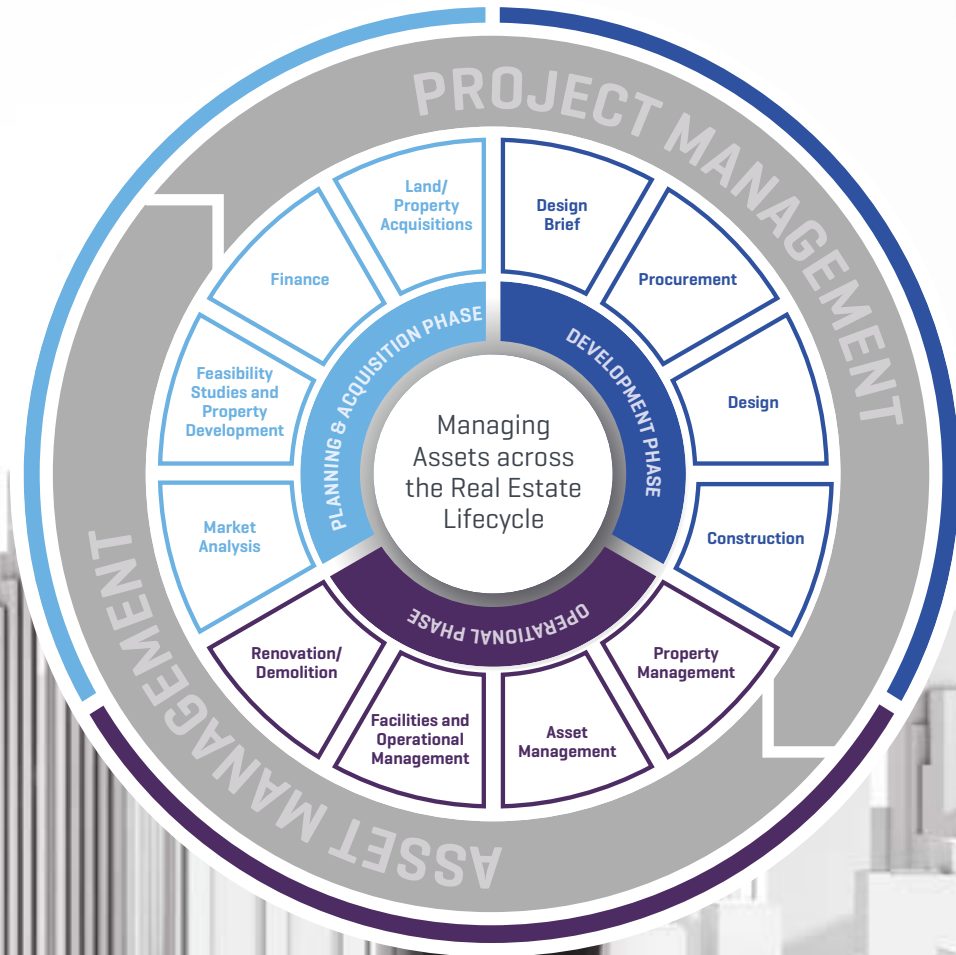 PROJECT MANAGEMENT
Land/
Property
Acquisitions
Design
Brief
Finance
Procurement
PLANNING & ACQUISITION PHASE
DEVELOPMENT PHASE
Feasibility
Studies and
Property
Development
Design
Managing
Assets across
the Real Estate
Lifecycle
Market
Analysis
Construction
OPERATIONAL PHASE
Renovation/
Demolition
Property
Management
Facilities and
Operational
Management
Asset
Management
ASSET MANAGEMENT